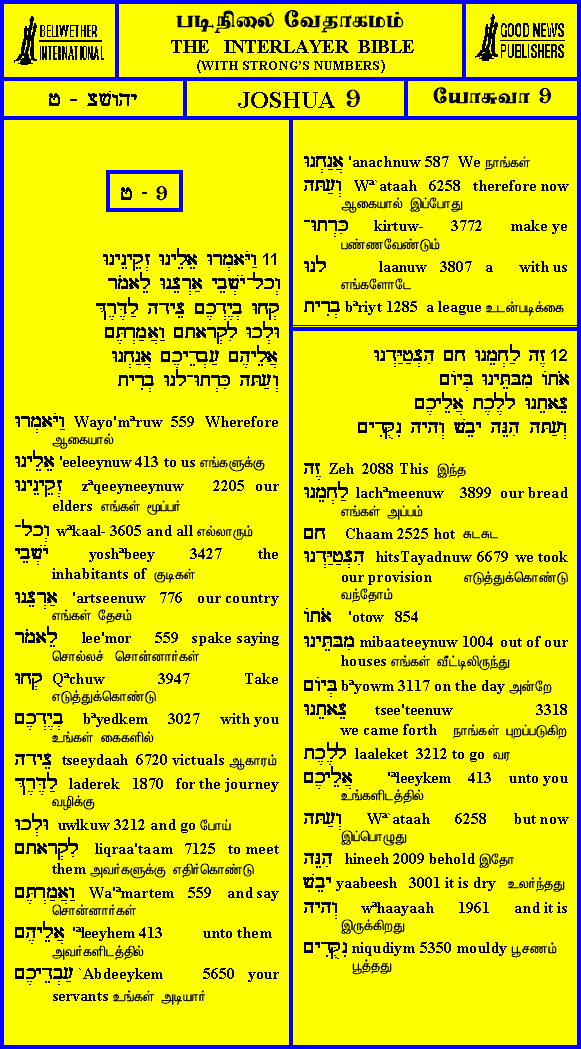 BELLWETHER
INTERNATIONAL
படிநிலை வேதாகமம்
THE INTERLAYER BIBLE
(WITH STRONG'S NUMBERS)
GOOD NEWS
PUBLISHERS
ט - יהושצ
JOSHUA 9
யோசுவா 9
ט - 9
11 וַיֹּאמְרוּ אֵלֵינוּ זְקֵינֵינוּ
וְכָל־יֹשְׁבֵי אַרְצֵנוּ לֵאמֹר
קְחוּ בְיֶדְכֶם צֵידָה לַדֶּרֶךְ
וּלְכוּ לִקְרָאתָם וַאֲמַרְתֶּם
אֲלֵיהֶם עַבְדֵיכֶם אֲנַחְנוּ
וְעַתָּה כִּרְתוּ־לָנוּ בְרִית
וַיֹּאמְרוּ Wayo'mªruw 559 Wherefore
ஆகையால்
אֵלֵינוּ 'eeleeynuw 413 to us எங்களுக்கு
זְקֵינֵינוּ zªqeeyneeynuw 2205 our
elders எங்கள் மூப்பர்
וְכָל־ wªkaal- 3605 and all எல்லாரும்
יֹשְׁבֵי yoshªbeey 3427 the
inhabitants of குடிகள்
אַרְצֵנוּ 'artseenuw 776 our country
எங்கள் தேசம்
לֵאמֹר lee'mor 559 spake saying
சொல்லச் சொன்னார்கள்
קְחוּ Qªchuw 3947 Take
எடுத்துக்கொண்டு
בְיֶדְכֶם bªyedkem 3027 with you
உங்கள் கைகளில்
צֵידָה tseeydaah 6720 victuals ஆகாரம்
לַדֶּרֶךְ laderek 1870 for the journey
வழிக்கு
וּלְכוּ uwlkuw 3212 and go போய்
לִקְרָאתָם liqraa'taam 7125 to meet
them அவர்களுக்கு எதிர்கொண்டு
וַאֲמַרְתֶּם Wa'ªmartem 559 and say
சொன்னார்கள்
אֲלֵיהֶם 'ªleeyhem 413 unto them
அவர்களிடத்தில்
עַבְדֵיכֶם `Abdeeykem 5650 your
servants உங்கள் அடியார்
אֲנַחְנוּ 'anachnuw 587 We நாங்கள்
וְעַתָּה Wª`ataah 6258 therefore now
ஆகையால் இப்போது
כִּרְתוּ־ kirtuw- 3772 make ye
பண்ணவேண்டும்
לָנוּ laanuw 3807 a with us
எங்களோடே
בְרִית bªriyt 1285 a league உடன்படிக்கை
12 זֶה לַחְמֵנוּ חָם הִצְטַיַּדְנוּ
אֹתוֹ מִבָּתֵּינוּ בְּיוֹם
צֵאתֵנוּ לָלֶכֶת אֲלֵיכֶם
וְעַתָּה הִנֵּה יָבֵשׁ וְהָיָה נִקֻּדִים
זֶה Zeh 2088 This இந்த
לַחְמֵנוּ lachªmeenuw 3899 our bread
எங்கள் அப்பம்
חָם Chaam 2525 hot சுடசுட
הִצְטַיַּדְנוּ hitsTayadnuw 6679 we took
our provision எடுத்துக்கொண்டு
வந்தோம்
אֹתוֹ 'otow 854
מִבָּתֵּינוּ mibaateeynuw 1004 out of our
houses எங்கள் வீட்டிலிருந்து
בְּיוֹם bªyowm 3117 on the day அன்றே
צֵאתֵנוּ tsee'teenuw 3318
we came forth நாங்கள் புறப்படுகிற
לָלֶכֶת laaleket 3212 to go வர
אֲלֵיכֶם 'ªleeykem 413 unto you
உங்களிடத்தில்
וְעַתָּה Wª`ataah 6258 but now
இப்பொழுது
הִנֵּה hineeh 2009 behold இதோ
יָבֵשׁ yaabeesh 3001 it is dry உலர்ந்தது
וְהָיָה wªhaayaah 1961 and it is
இருக்கிறது
נִקֻּדִים niqudiym 5350 mouldy பூசணம்
பூத்தது